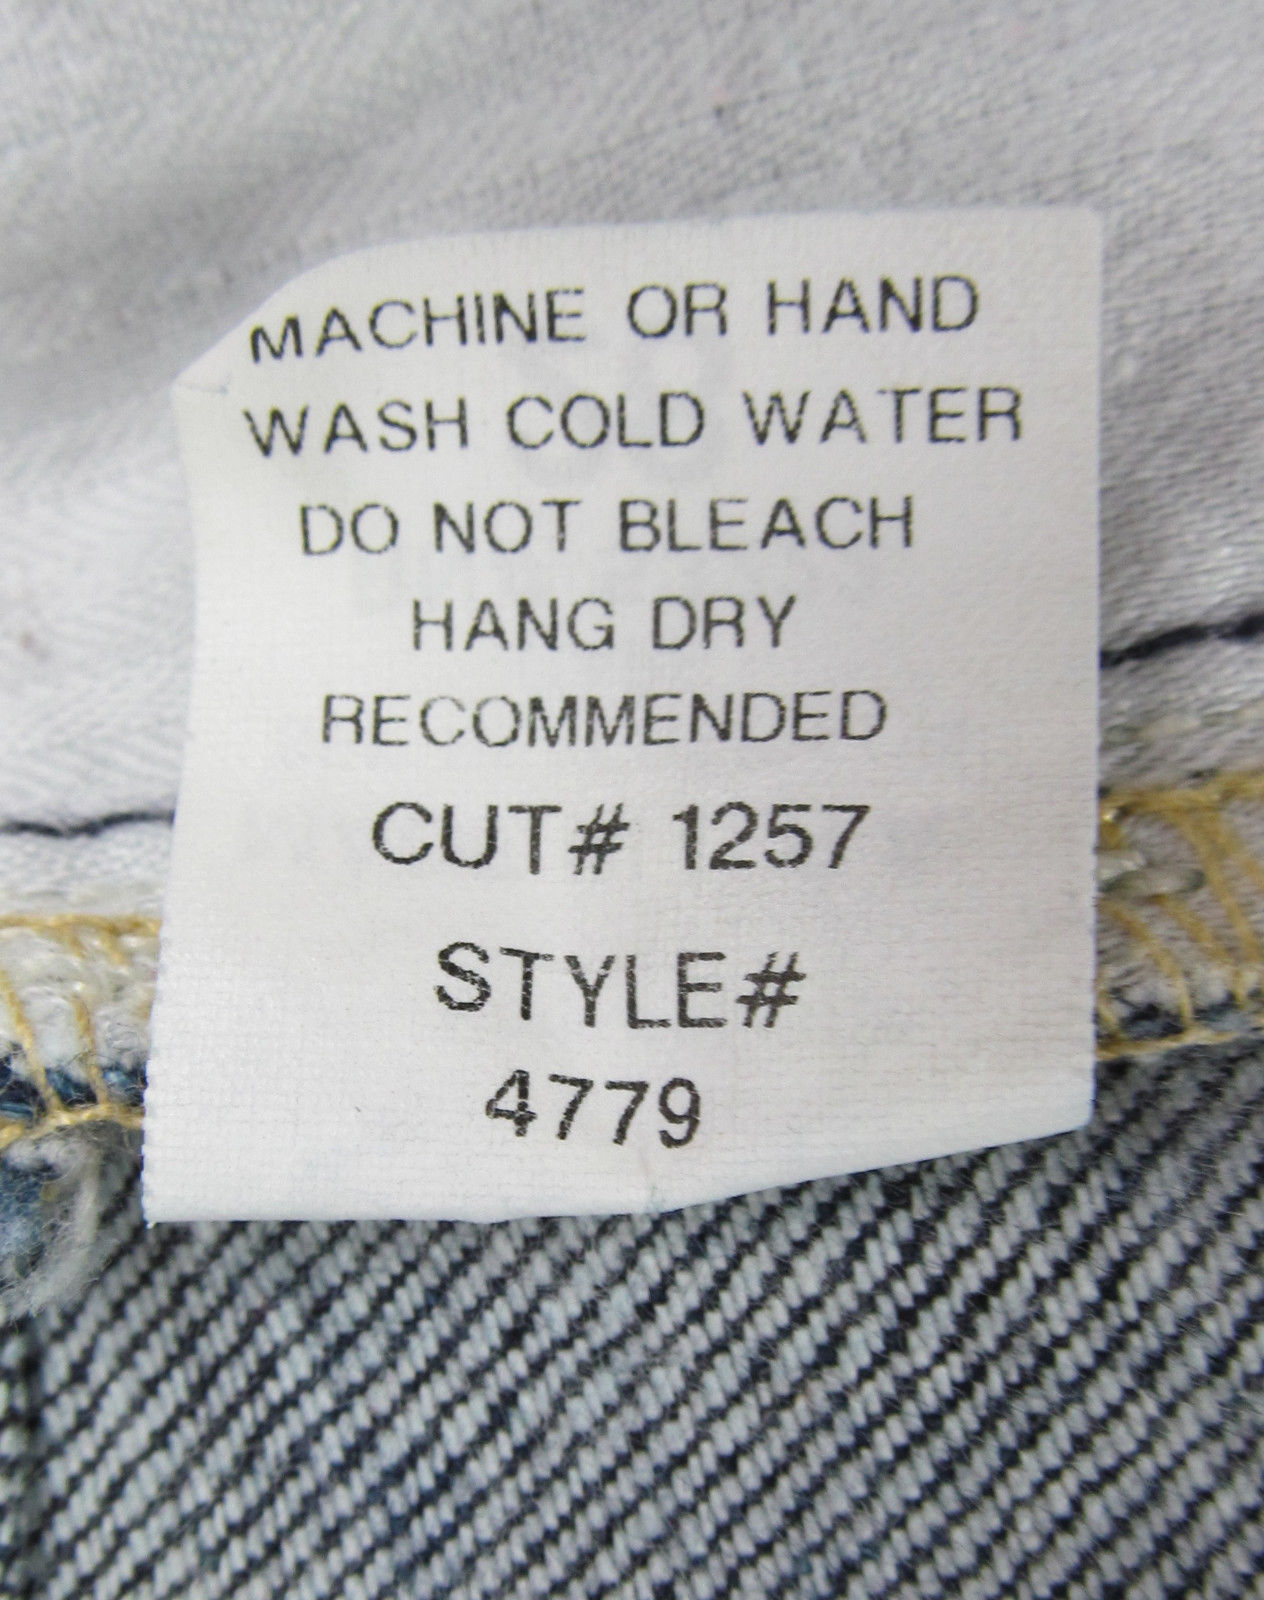 MACHINE OR HAND
WASH COLD WATER
DO NOT BLEACH
HANG DRY
RECOMMENDED
CUT# 1257
STYLE#
4779